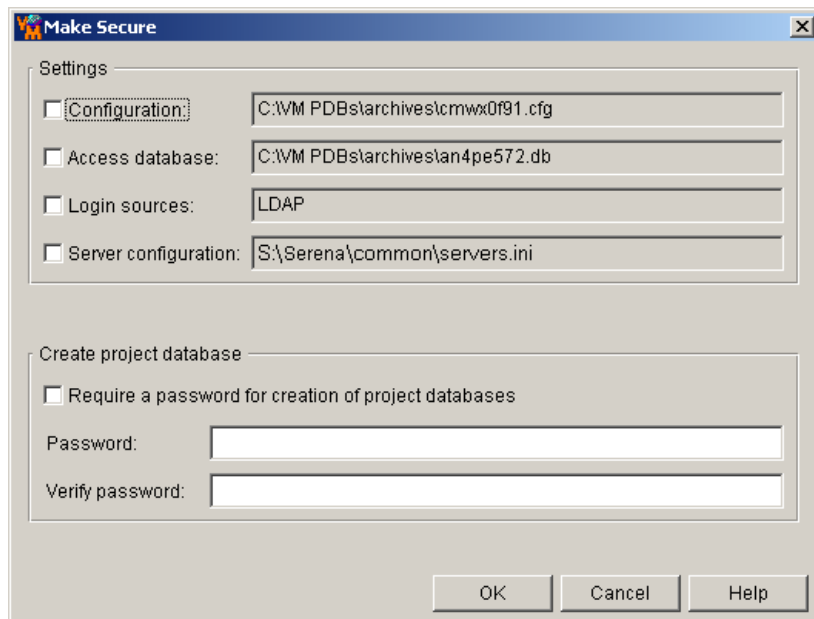 VM Make Secure
Settings
Configuration: C:\VM PDBs\archives\cmwx0f91.cfg
Access database: C:\VM PDBs\archives\an4pe572.db
Login sources: LDAP
Server configuration: S:\Serena\common\servers.ini
Create project database
Require a password for creation of project databases
Password:
Verify password:
OK Cancel Help